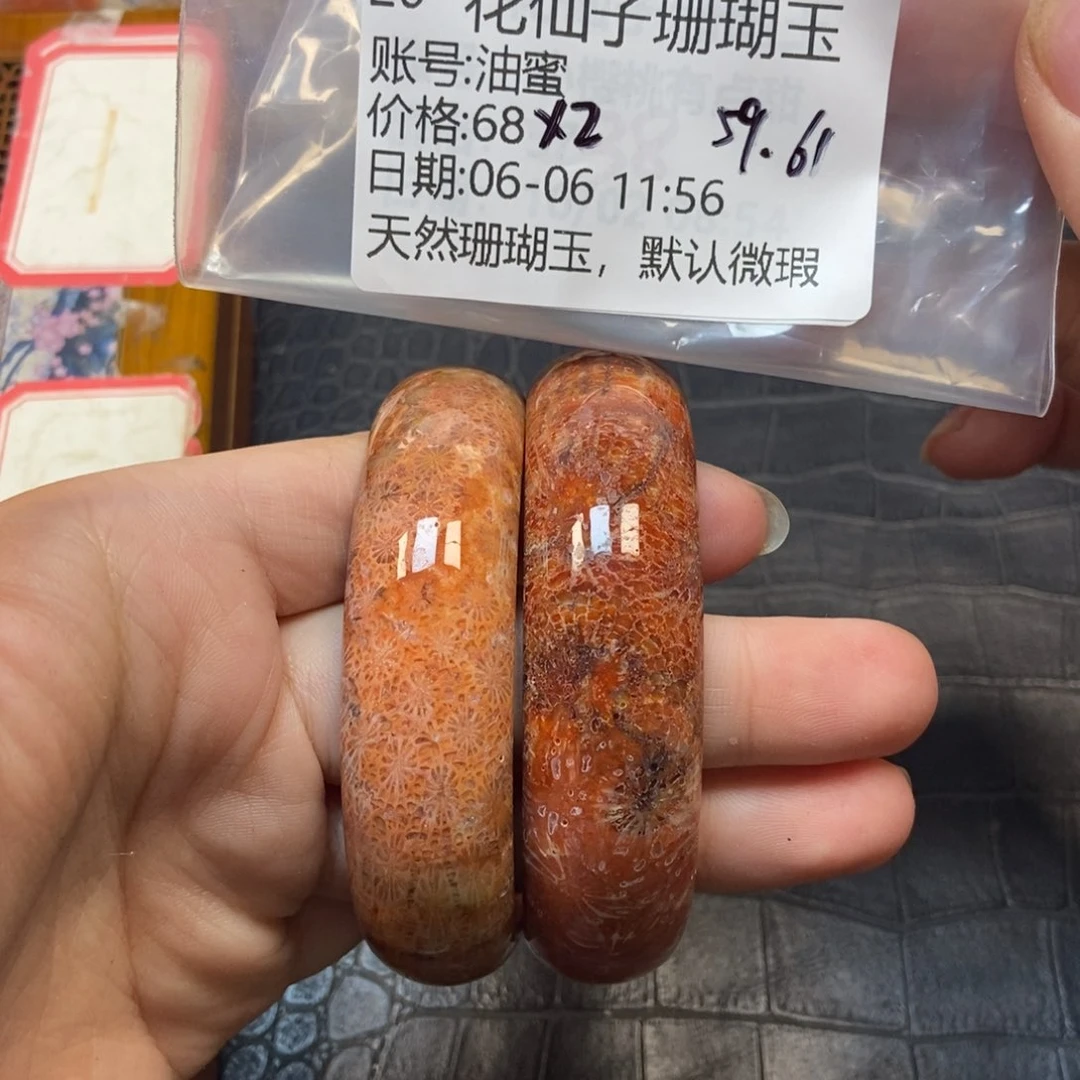 花仙子珊瑚玉
账号:油蜜
价格:68 x2 59.61
日期:06-06 11:56
天然珊瑚玉，默认微瑕